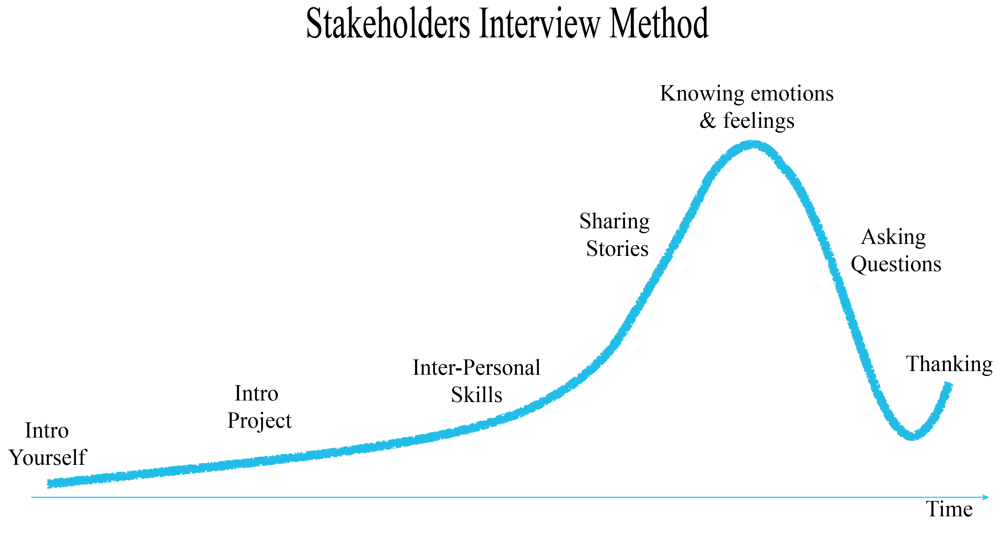 Stakeholders Interview Method
Intro
Yourself
Intro
Project
Inter-Personal
Skills
Sharing
Stories
Knowing emotions
& feelings
Asking
Questions
Thanking
Time